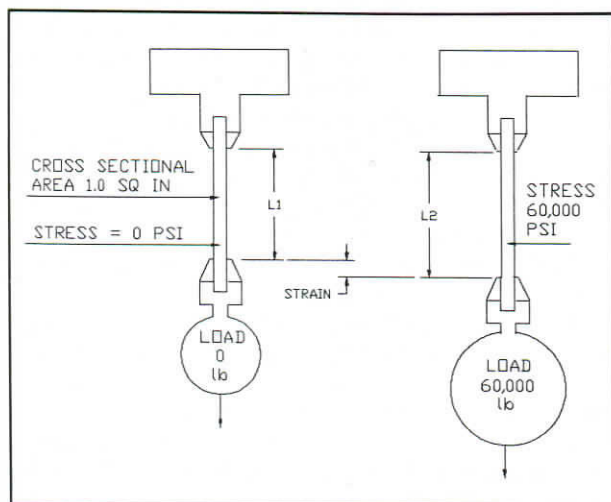 CROSS SECTIONAL
AREA 1.0 SQ IN
STRESS = 0 PSI
L1
STRAIN
LOAD
0
lb
L2
STRESS
60,000
PSI
LOAD
60,000
lb